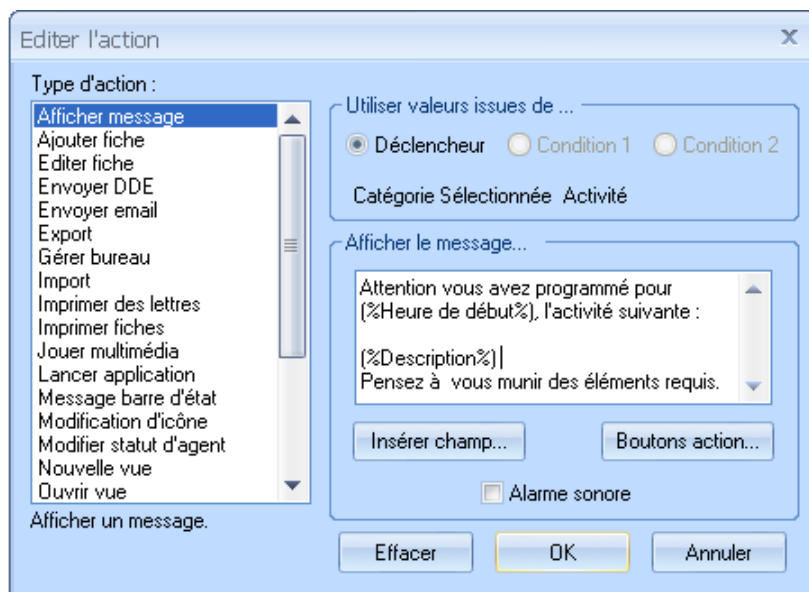 Editer l'action
Type d'action :
Afficher message
Ajouter fiche
Editer fiche
Envoyer DDE
Envoyer email
Export
Gérer bureau
Import
Imprimer des lettres
Imprimer fiches
Jouer multimédia
Lancer application
Message barre d'état
Modification d'icône
Modifier statut d'agent
Nouvelle vue
Ouvrir vue
Afficher un message.
Utiliser valeurs issues de ...
Déclencheur Condition 1 Condition 2
Catégorie Sélectionnée Activité
Afficher le message...
Attention vous avez programmé pour
(%Heure de début%), l'activité suivante :
(%Description%)
Pensez à vous munir des éléments requis.
Insérer champ... Boutons action...
Alarme sonore
Effacer OK Annuler